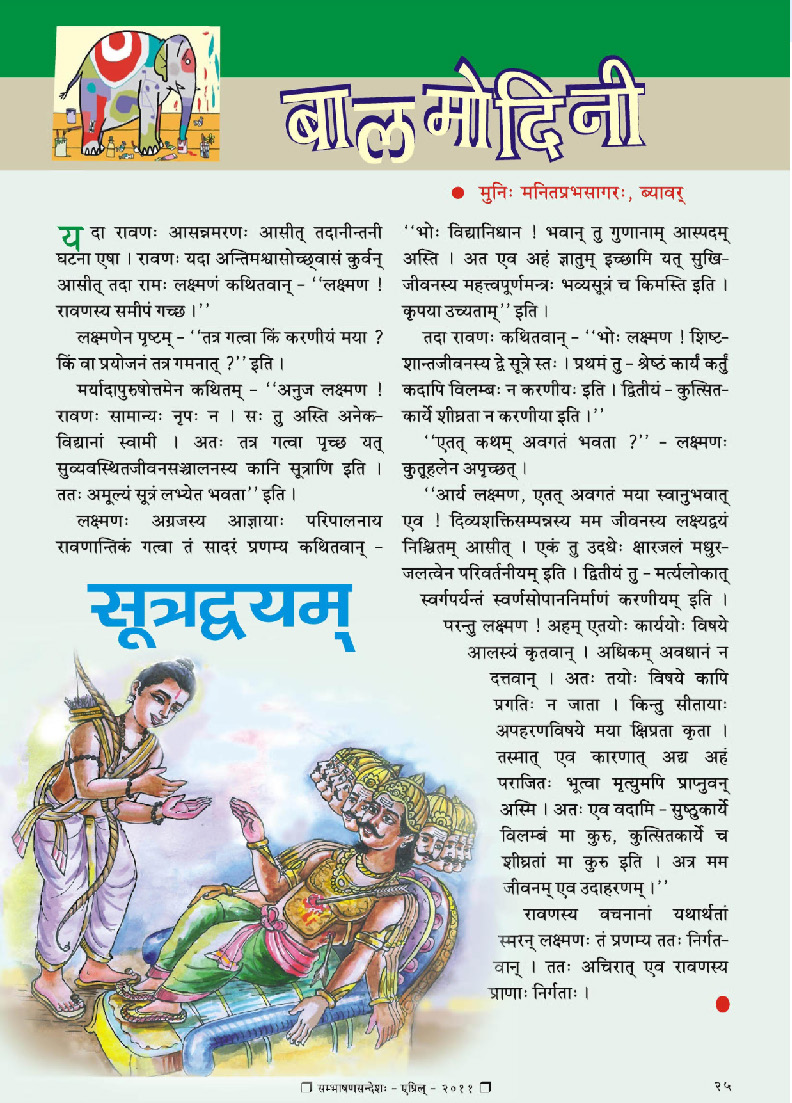 बालमोदिनी
● मुनिः मनितप्रभसागरः, ब्यावर्
यदा रावणः आसन्नमरणः आसीत् तदानीन्तनी
घटना एषा । रावणः यदा अन्तिमश्वासोच्छ्वासं कुर्वन्
आसीत् तदा रामः लक्ष्मणं कथितवान् – ‘‘लक्ष्मण !
रावणस्य समीपं गच्छ ।’’
लक्ष्मणेन पृष्टम् – ‘‘तत्र गत्वा किं करणीयं मया ?
किं वा प्रयोजनं तत्र गमनात् ?’’ इति ।
मर्यादापुरुषोत्तमेन कथितम् – ‘‘अनुज लक्ष्मण !
रावणः सामान्यः नृपः न । सः तु अस्ति अनेक-
विद्यानां स्वामी । अतः तत्र गत्वा पृच्छ यत्
सुव्यवस्थितजीवनसञ्चालनस्य कानि सूत्राणि इति ।
ततः अमूल्यं सूत्रं लभ्येत भवता’’ इति ।
लक्ष्मणः अग्रजस्य आज्ञायाः परिपालनाय
रावणान्तिकं गत्वा तं सादरं प्रणम्य कथितवान् –
सूत्रद्वयम्
‘‘भोः विद्यानिधान ! भवान् तु गुणानाम् आस्पदम्
अस्ति । अत एव अहं ज्ञातुम् इच्छामि यत् सुखि-
जीवनस्य महत्त्वपूर्णमन्त्रः भव्यसूत्रं च किमस्ति इति ।
कृपया उच्यताम्’’ इति ।
तदा रावणः कथितवान् – ‘‘भोः लक्ष्मण ! शिष्ट-
शान्तजीवनस्य द्वे सूत्रे स्तः । प्रथमं तु – श्रेष्ठं कार्यं कर्तुं
कदापि विलम्बः न करणीयः इति । द्वितीयं – कुत्सित-
कार्ये शीघ्रता न करणीया इति ।’’
‘‘एतत् कथम् अवगतं भवता ?’’ – लक्ष्मणः
कुतूहलेन अपृच्छत् ।
‘‘आर्य लक्ष्मण, एतत् अवगतं मया स्वानुभवात्
एव ! दिव्यशक्तिसम्पन्नस्य मम जीवनस्य लक्ष्यद्वयं
निश्चितम् आसीत् । एकं तु उदधेः क्षारजलं मधुर-
जलत्वेन परिवर्तनीयम् इति । द्वितीयं तु – मर्त्यलोकात्
स्वर्गपर्यन्तं स्वर्णसोपाननिर्माणं करणीयम् इति ।
परन्तु लक्ष्मण ! अहम् एतयोः कार्ययोः विषये
आलस्यं कृतवान् । अधिकम् अवधानं न
दत्तवान् । अतः तयोः विषये कापि
प्रगतिः न जाता । किन्तु सीतायाः
अपहरणविषये मया क्षिप्रता कृता ।
तस्मात् एव कारणात् अद्य अहं
पराजितः भूत्वा मृत्युमपि प्राप्नुवन्
अस्मि । अतः एव वदामि – सुष्ठुकार्ये
विलम्बं मा कुरु, कुत्सितकार्ये च
शीघ्रतां मा कुरु इति । अत्र मम
जीवनम् एव उदाहरणम् ।’’
रावणस्य वचनानां यथार्थतां
स्मरन् लक्ष्मणः तं प्रणम्य ततः निर्गत-
वान् । ततः अचिरात् एव रावणस्य
प्राणाः निर्गताः ।
❒ सम्भाषणसन्देशः – एप्रिल् – २०११ ❒
२५